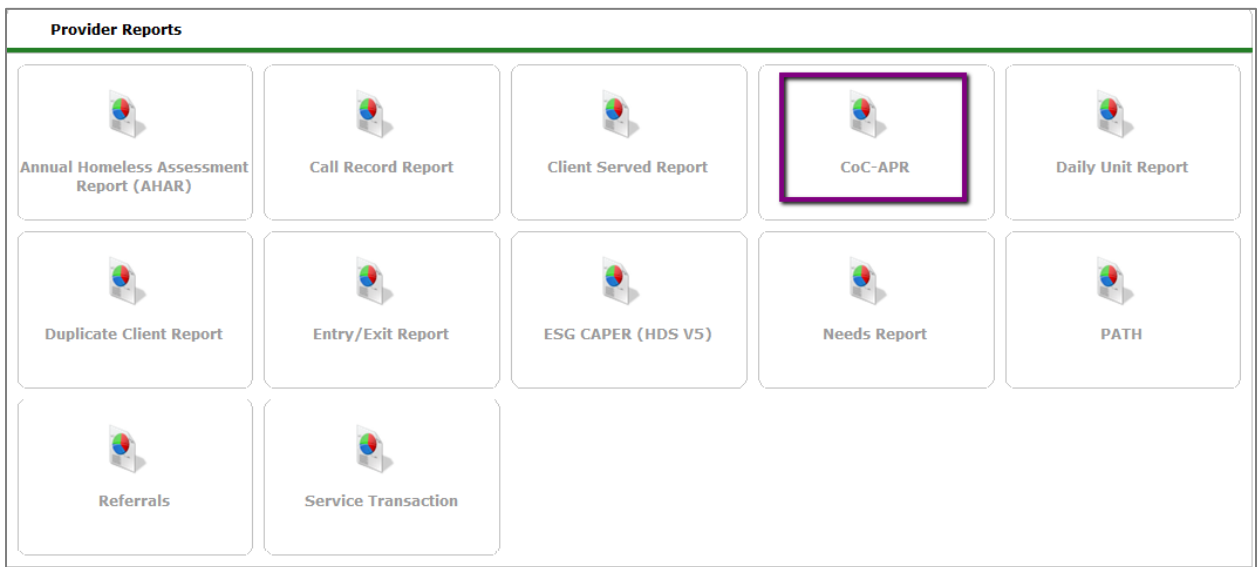 Provider Reports
Annual Homeless Assessment
Report (AHAR)
Call Record Report
Client Served Report
CoC-APR
Daily Unit Report
Duplicate Client Report
Entry/Exit Report
ESG CAPER (HDS V5)
Needs Report
PATH
Referrals
Service Transaction